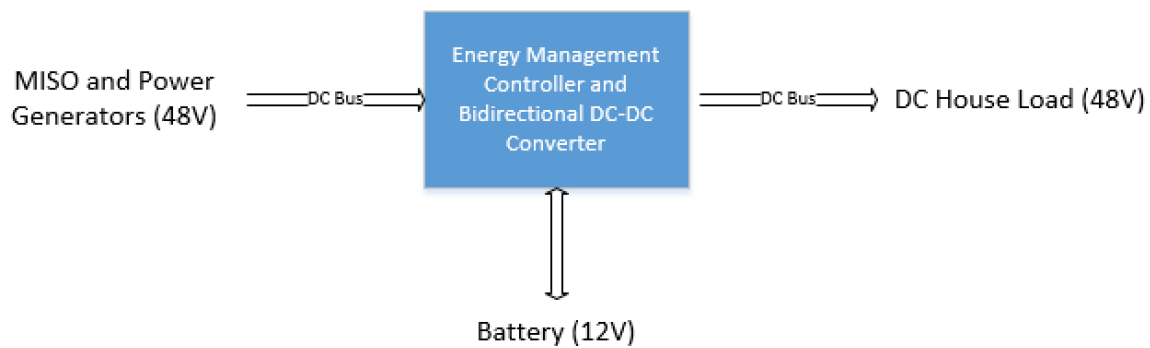 MISO and Power
Generators (48V)
DC Bus
Energy Management
Controller and
Bidirectional DC-DC
Converter
DC Bus
DC House Load (48V)
Battery (12V)